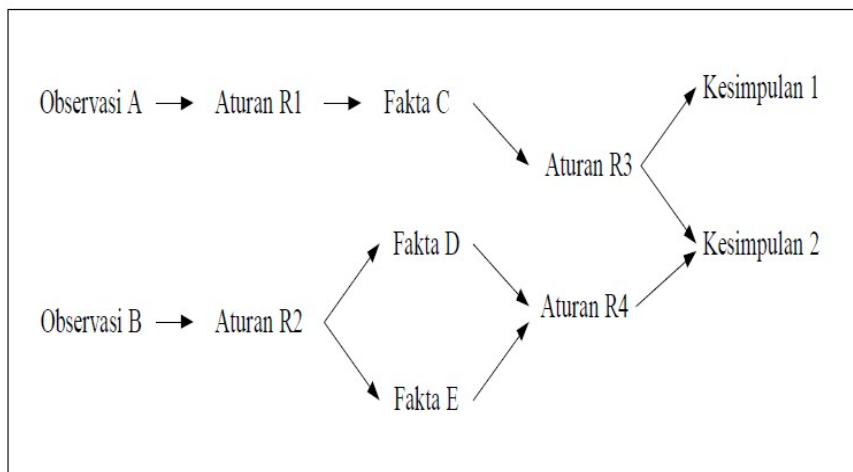 Observasi A
Aturan R1
Fakta C
Kesimpulan 1
Aturan R3
Fakta D
Kesimpulan 2
Observasi B
Aturan R2
Aturan R4
Fakta E